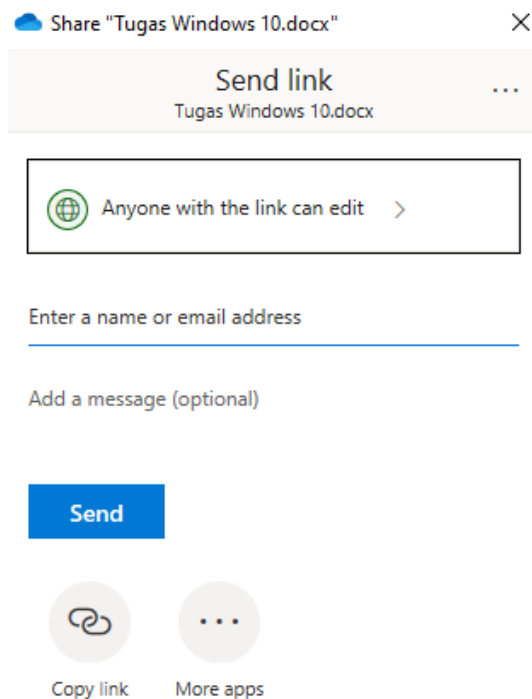 Share "Tugas Windows 10.docx"
Send link
Tugas Windows 10.docx
Anyone with the link can edit
Enter a name or email address
Add a message (optional)
Send
Copy link
More apps